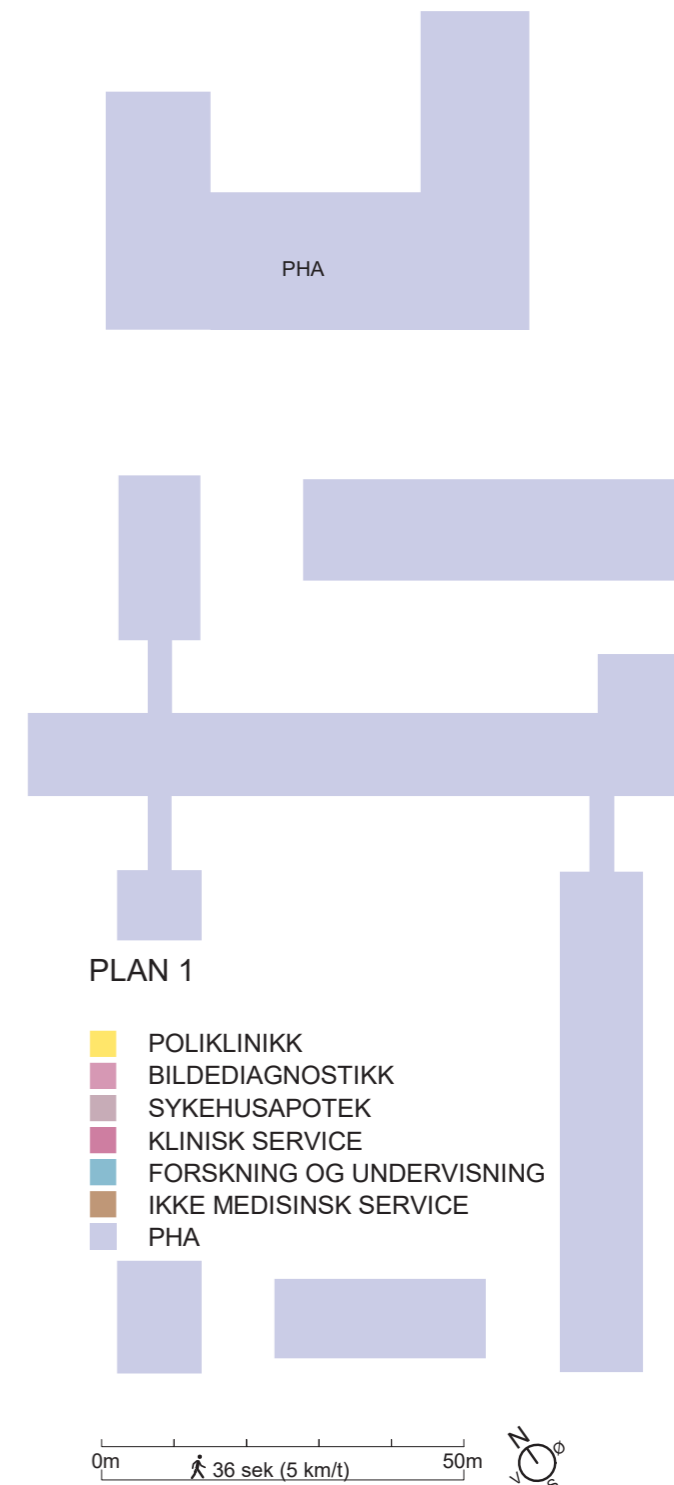 PHA
PLAN 1
POLIKLINIKK
BILDEDIAGNOSTIKK
SYKEHUSAPOTEK
KLINISK SERVICE
FORSKNING OG UNDERVISNING
IKKE MEDISINSK SERVICE
PHA
0m
36 sek (5 km/t)
50m
N
Ø
V
S